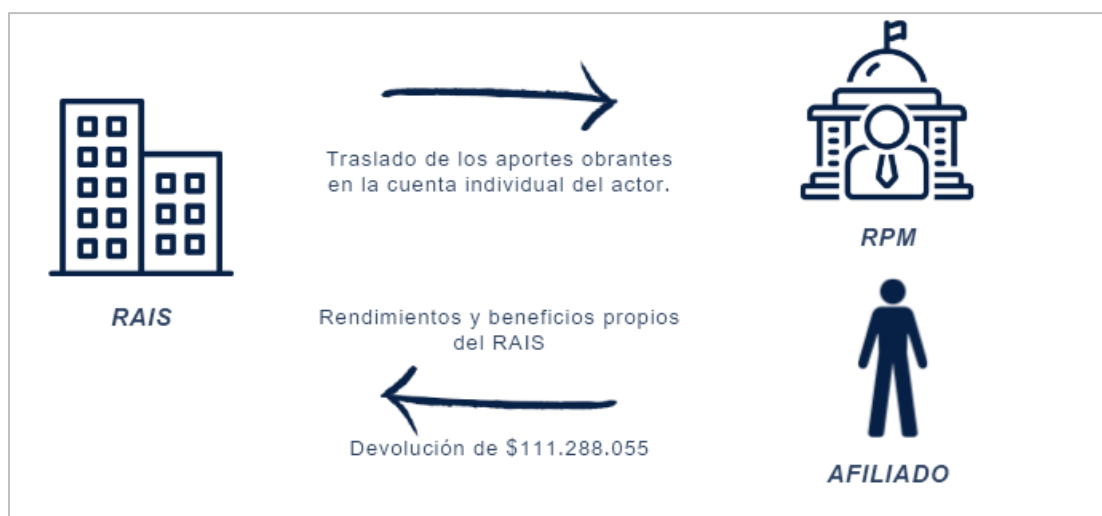 Traslado de los aportes obrantes
en la cuenta individual del actor.
RPM
RAIS
Rendimientos y beneficios propios
del RAIS
Devolución de $111.288.055
AFILIADO